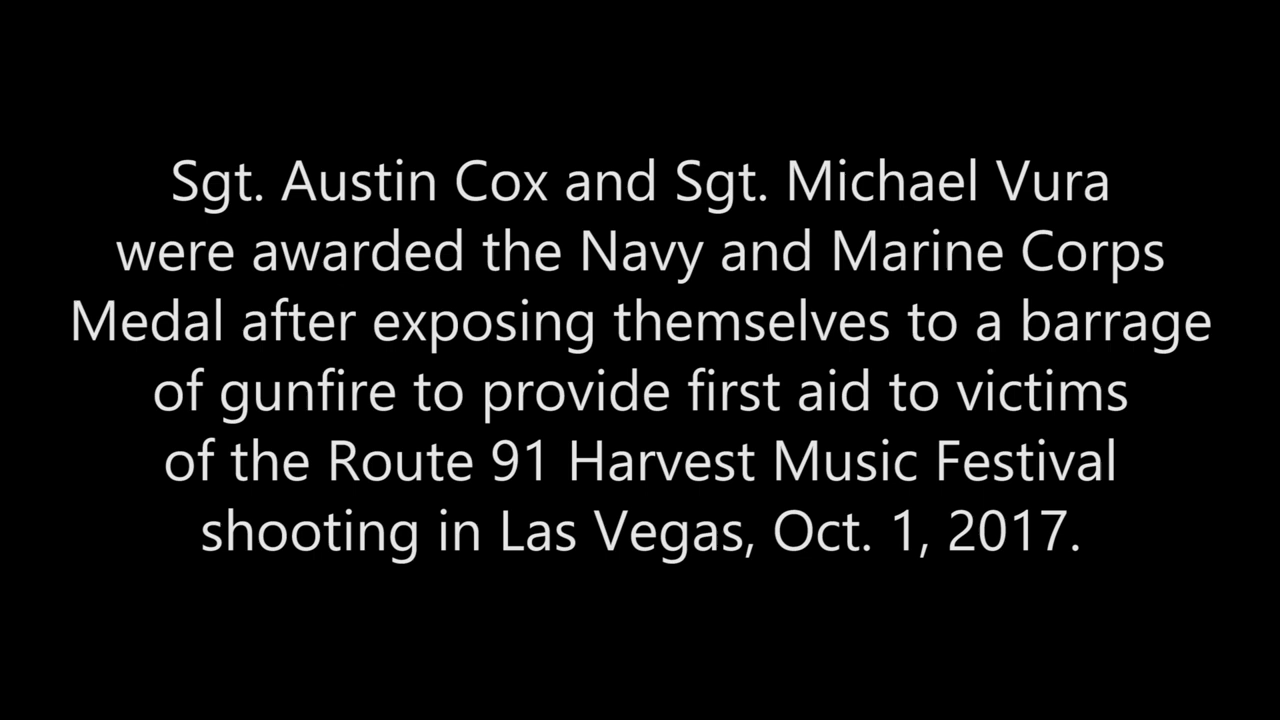 Sgt. Austin Cox and Sgt. Michael Vura
were awarded the Navy and Marine Corps
Medal after exposing themselves to a barrage
of gunfire to provide first aid to victims
of the Route 91 Harvest Music Festival
shooting in Las Vegas, Oct. 1, 2017.